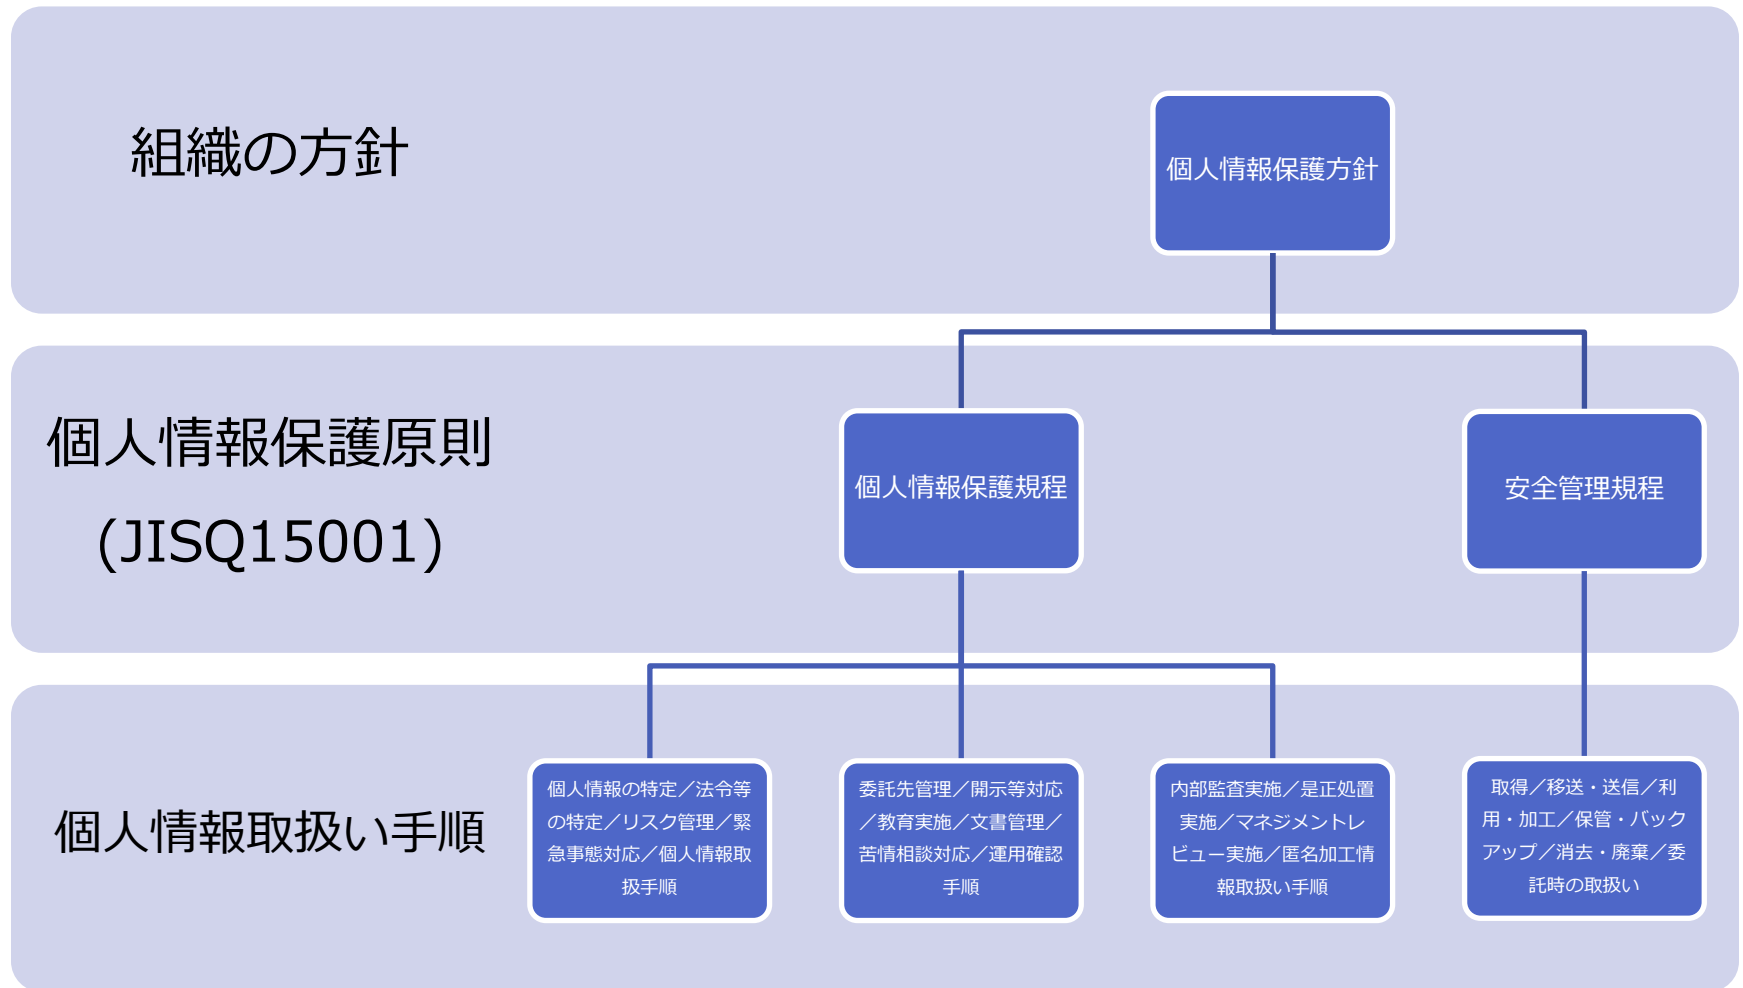 組織の方針
個人情報保護方針
個人情報保護原則
(JISQ15001)
個人情報保護規程
安全管理規程
個人情報取扱い手順
個人情報の特定／法令等
の特定／リスク管理／緊
急事態対応／個人情報取
扱手順
委託先管理／開示等対応
／教育実施／文書管理／
苦情相談対応／運用確認
手順
内部監査実施／是正処置
実施／マネジメントレ
ビュー実施／匿名加工情
報取扱い手順
取得／移送・送信／利
用・加工／保管・バック
アップ／消去・廃棄／委
託時の取扱い